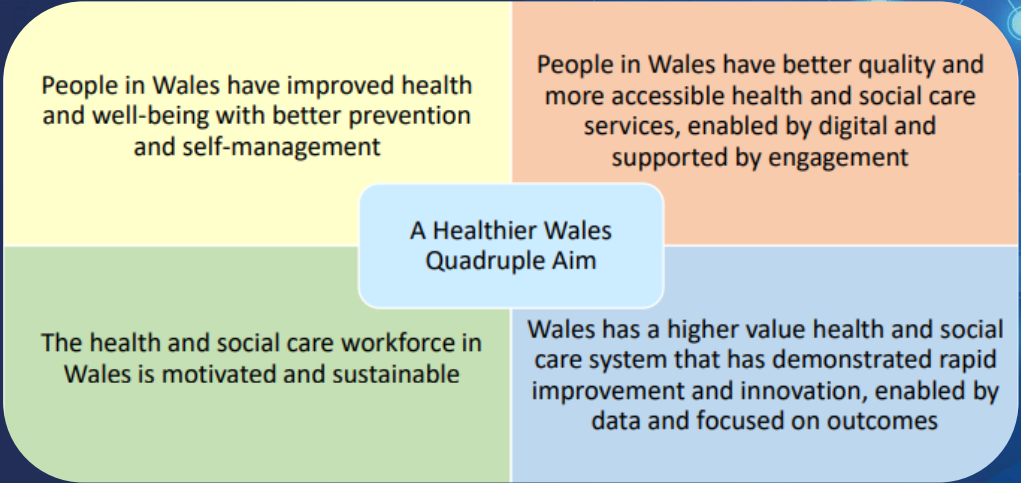 People in Wales have improved health
and well-being with better prevention
and self-management
People in Wales have better quality and
more accessible health and social care
services, enabled by digital and
supported by engagement
A Healthier Wales
Quadruple Aim
The health and social care workforce in
Wales is motivated and sustainable
Wales has a higher value health and social
care system that has demonstrated rapid
improvement and innovation, enabled by
data and focused on outcomes